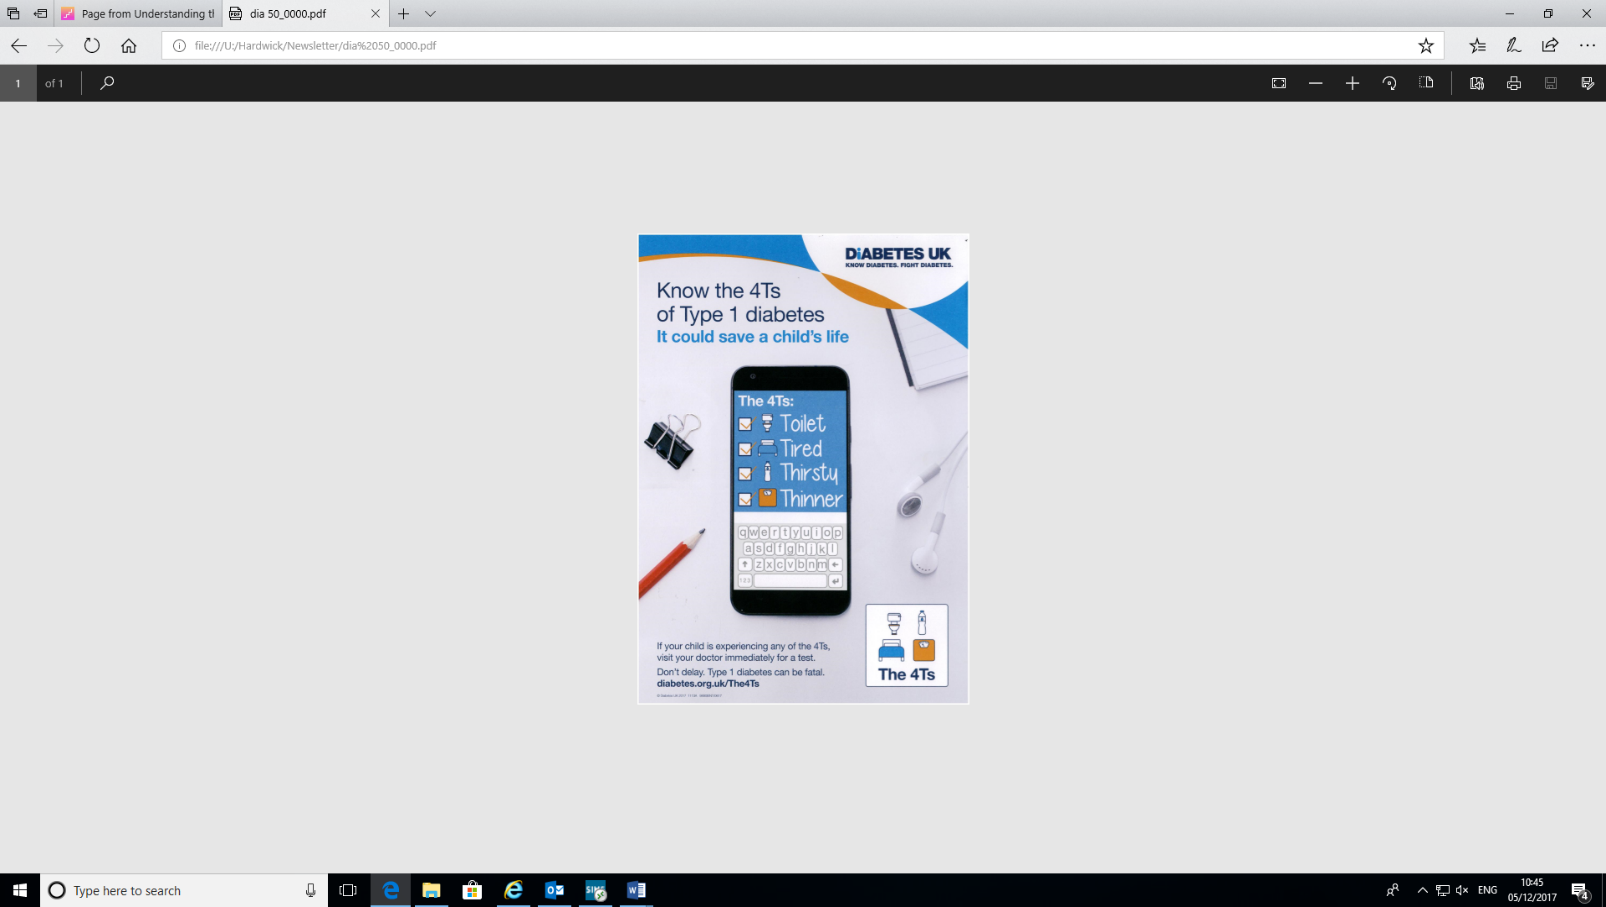 Page from Understanding tl
dia 50_0000.pdf
file:///U:/Hardwick/Newsletter/dia%2050_0000.pdf
1
of 1
DiABETES UK
KNOW DIABETES. FIGHT DIABETES.
Know the 4Ts
of Type 1 diabetes
It could save a child's life
The 4Ts:
Toilet
Tired
Thirsty
Thinner
qwertyuiop
asdfghjkl
zxcvbnm
123
If your child is experiencing any of the 4Ts,
visit your doctor immediately for a test.
Don't delay. Type 1 diabetes can be fatal.
diabetes.org.uk/The4Ts
The 4Ts
Type here to search
SIMS
ENG
10:45
05/12/2017
4